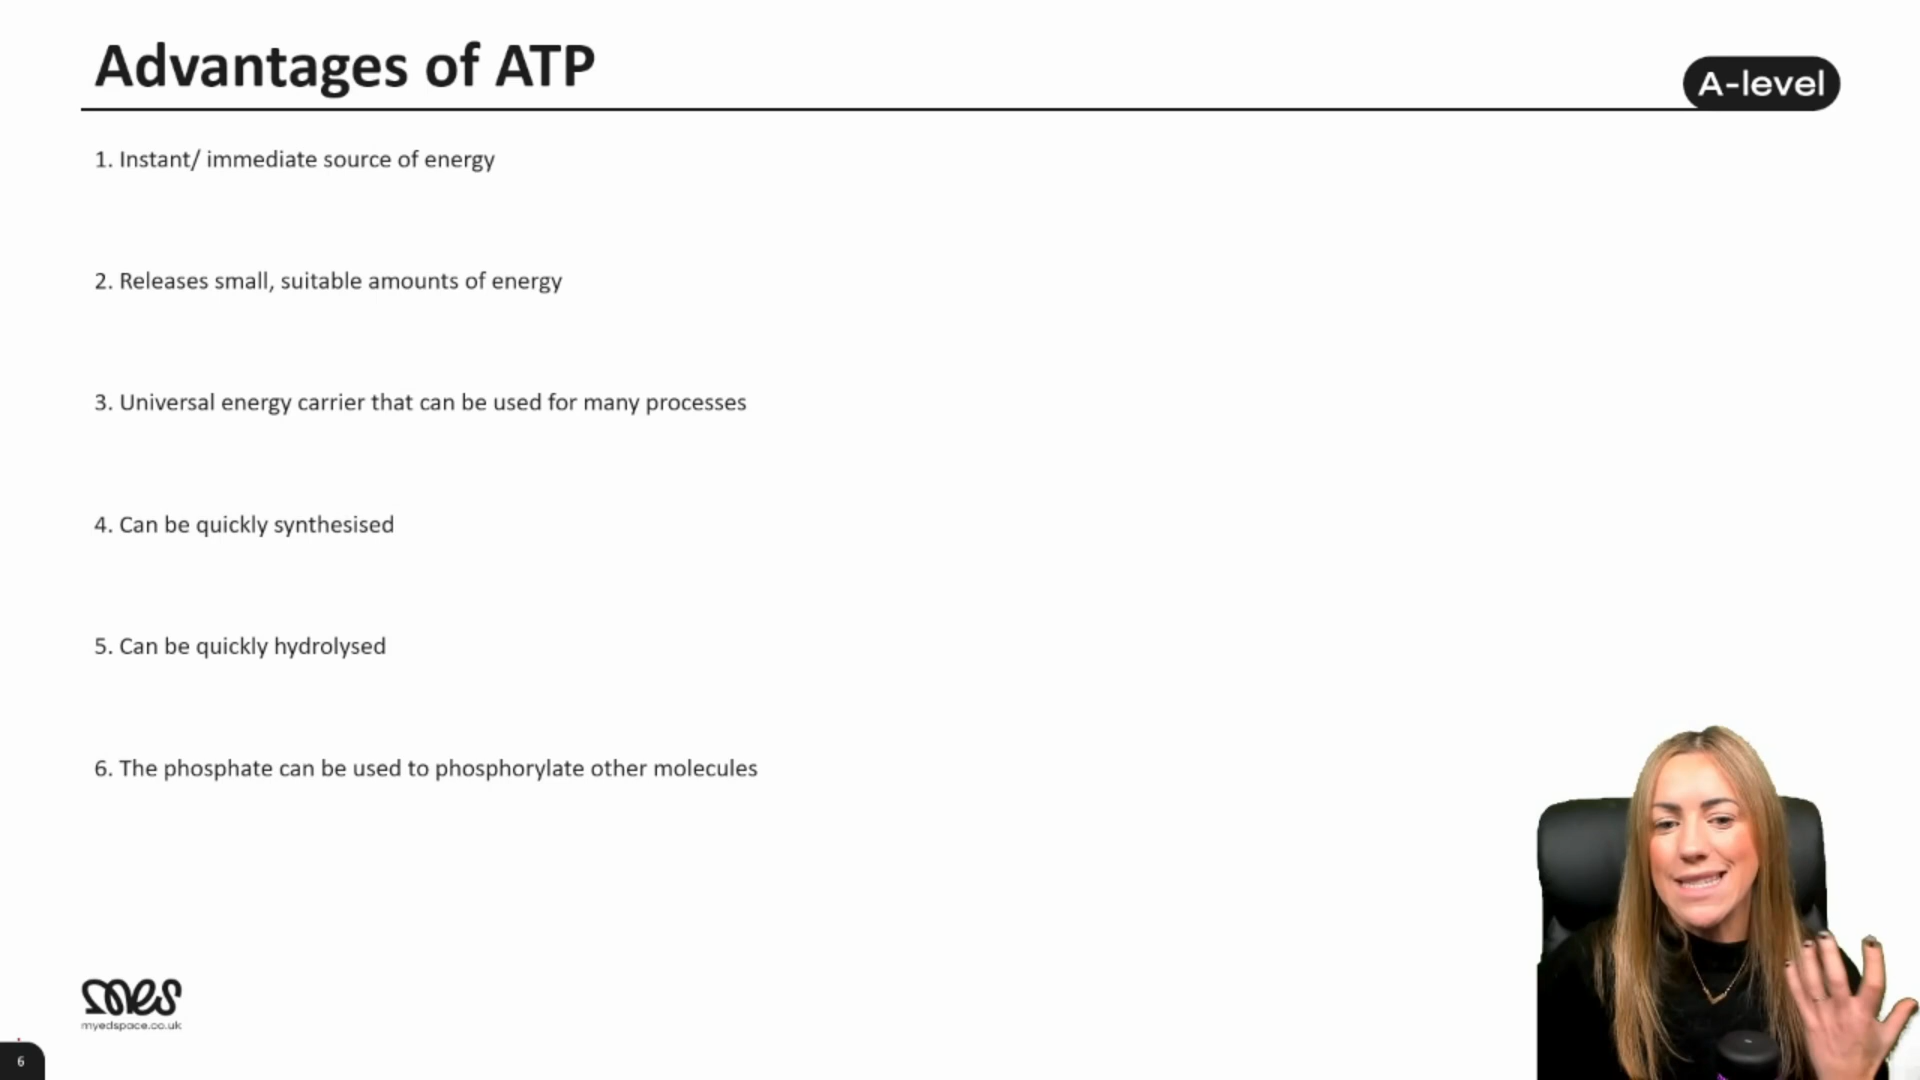 Advantages of ATP
A-level
1. Instant/ immediate source of energy
2. Releases small, suitable amounts of energy
3. Universal energy carrier that can be used for many processes
4. Can be quickly synthesised
5. Can be quickly hydrolysed
6. The phosphate can be used to phosphorylate other molecules
mes
myedspace.co.uk
6